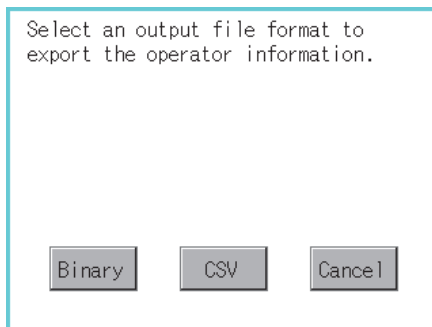 Select an output file format to
export the operator information.
Binary CSV Cancel